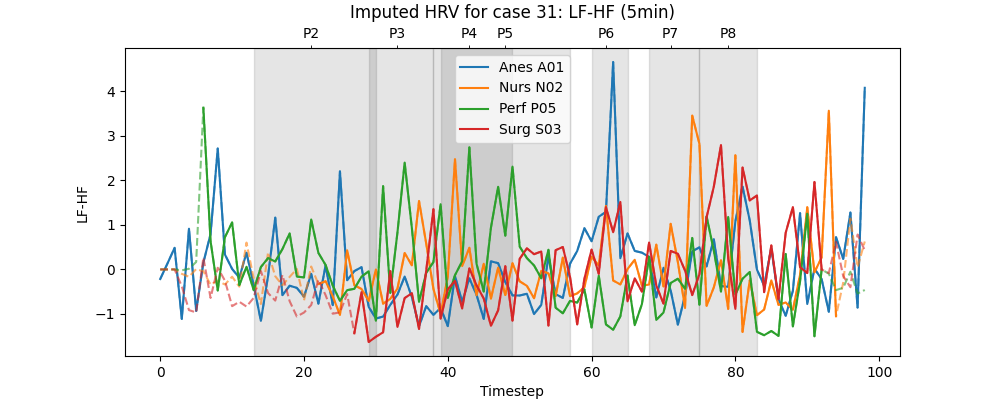 Imputed HRV for case 31: LF-HF (5min)
P2 P3 P4 P5 P6 P7 P8
Anes A01
Nurs N02
Perf P05
Surg S03
4
3
2
1
0
−1
LF-HF
0 20 40 60 80 100
Timestep